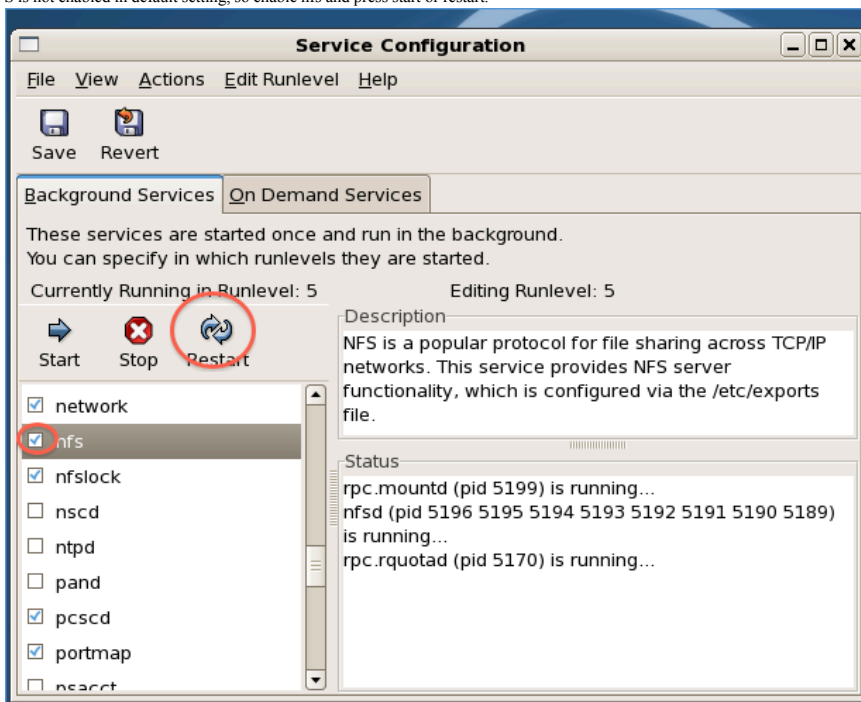 S is not enabled in default setting, so enable nfs and press start or restart.
Service Configuration
File View Actions Edit Runlevel Help
Save Revert
Background Services On Demand Services
These services are started once and run in the background.
You can specify in which runlevels they are started.
Currently Running in Runlevel: 5 Editing Runlevel: 5
Start Stop Restart
network
nfs
nfslock
nscd
ntpd
pand
pcscd
portmap
psacct
Description
NFS is a popular protocol for file sharing across TCP/IP
networks. This service provides NFS server
functionality, which is configured via the /etc/exports
file.
Status
rpc.mountd (pid 5199) is running...
nfsd (pid 5196 5195 5194 5193 5192 5191 5190 5189)
is running...
rpc.rquotad (pid 5170) is running...